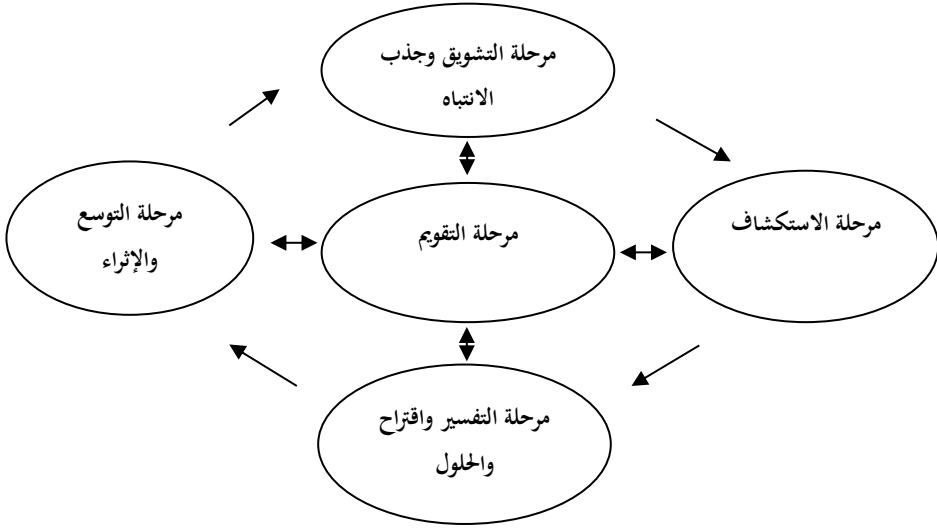 مرحلة التشويق وجذب
الانتباه
مرحلة التوسع
والإثراء
مرحلة التقويم
مرحلة الاستكشاف
مرحلة التفسير واقتراح
والحلول